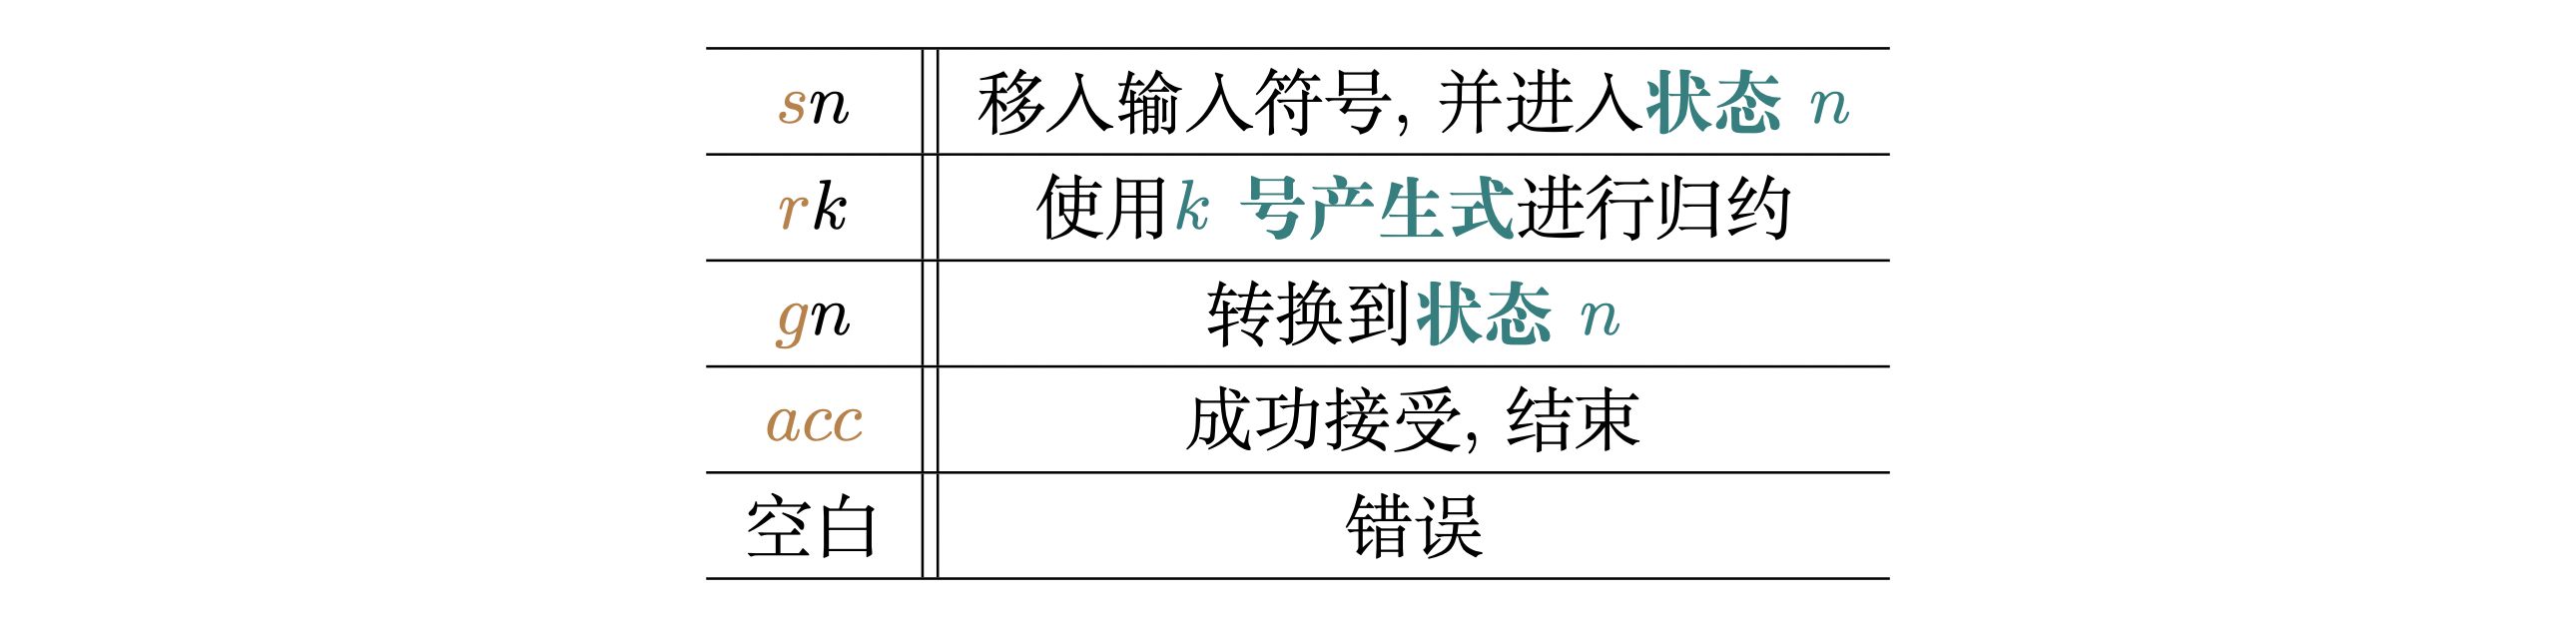 sn 移入输入符号, 并进入状态 n
rk 使用k 号产生式进行归约
gn 转换到状态 n
acc 成功接受, 结束
空白 错误